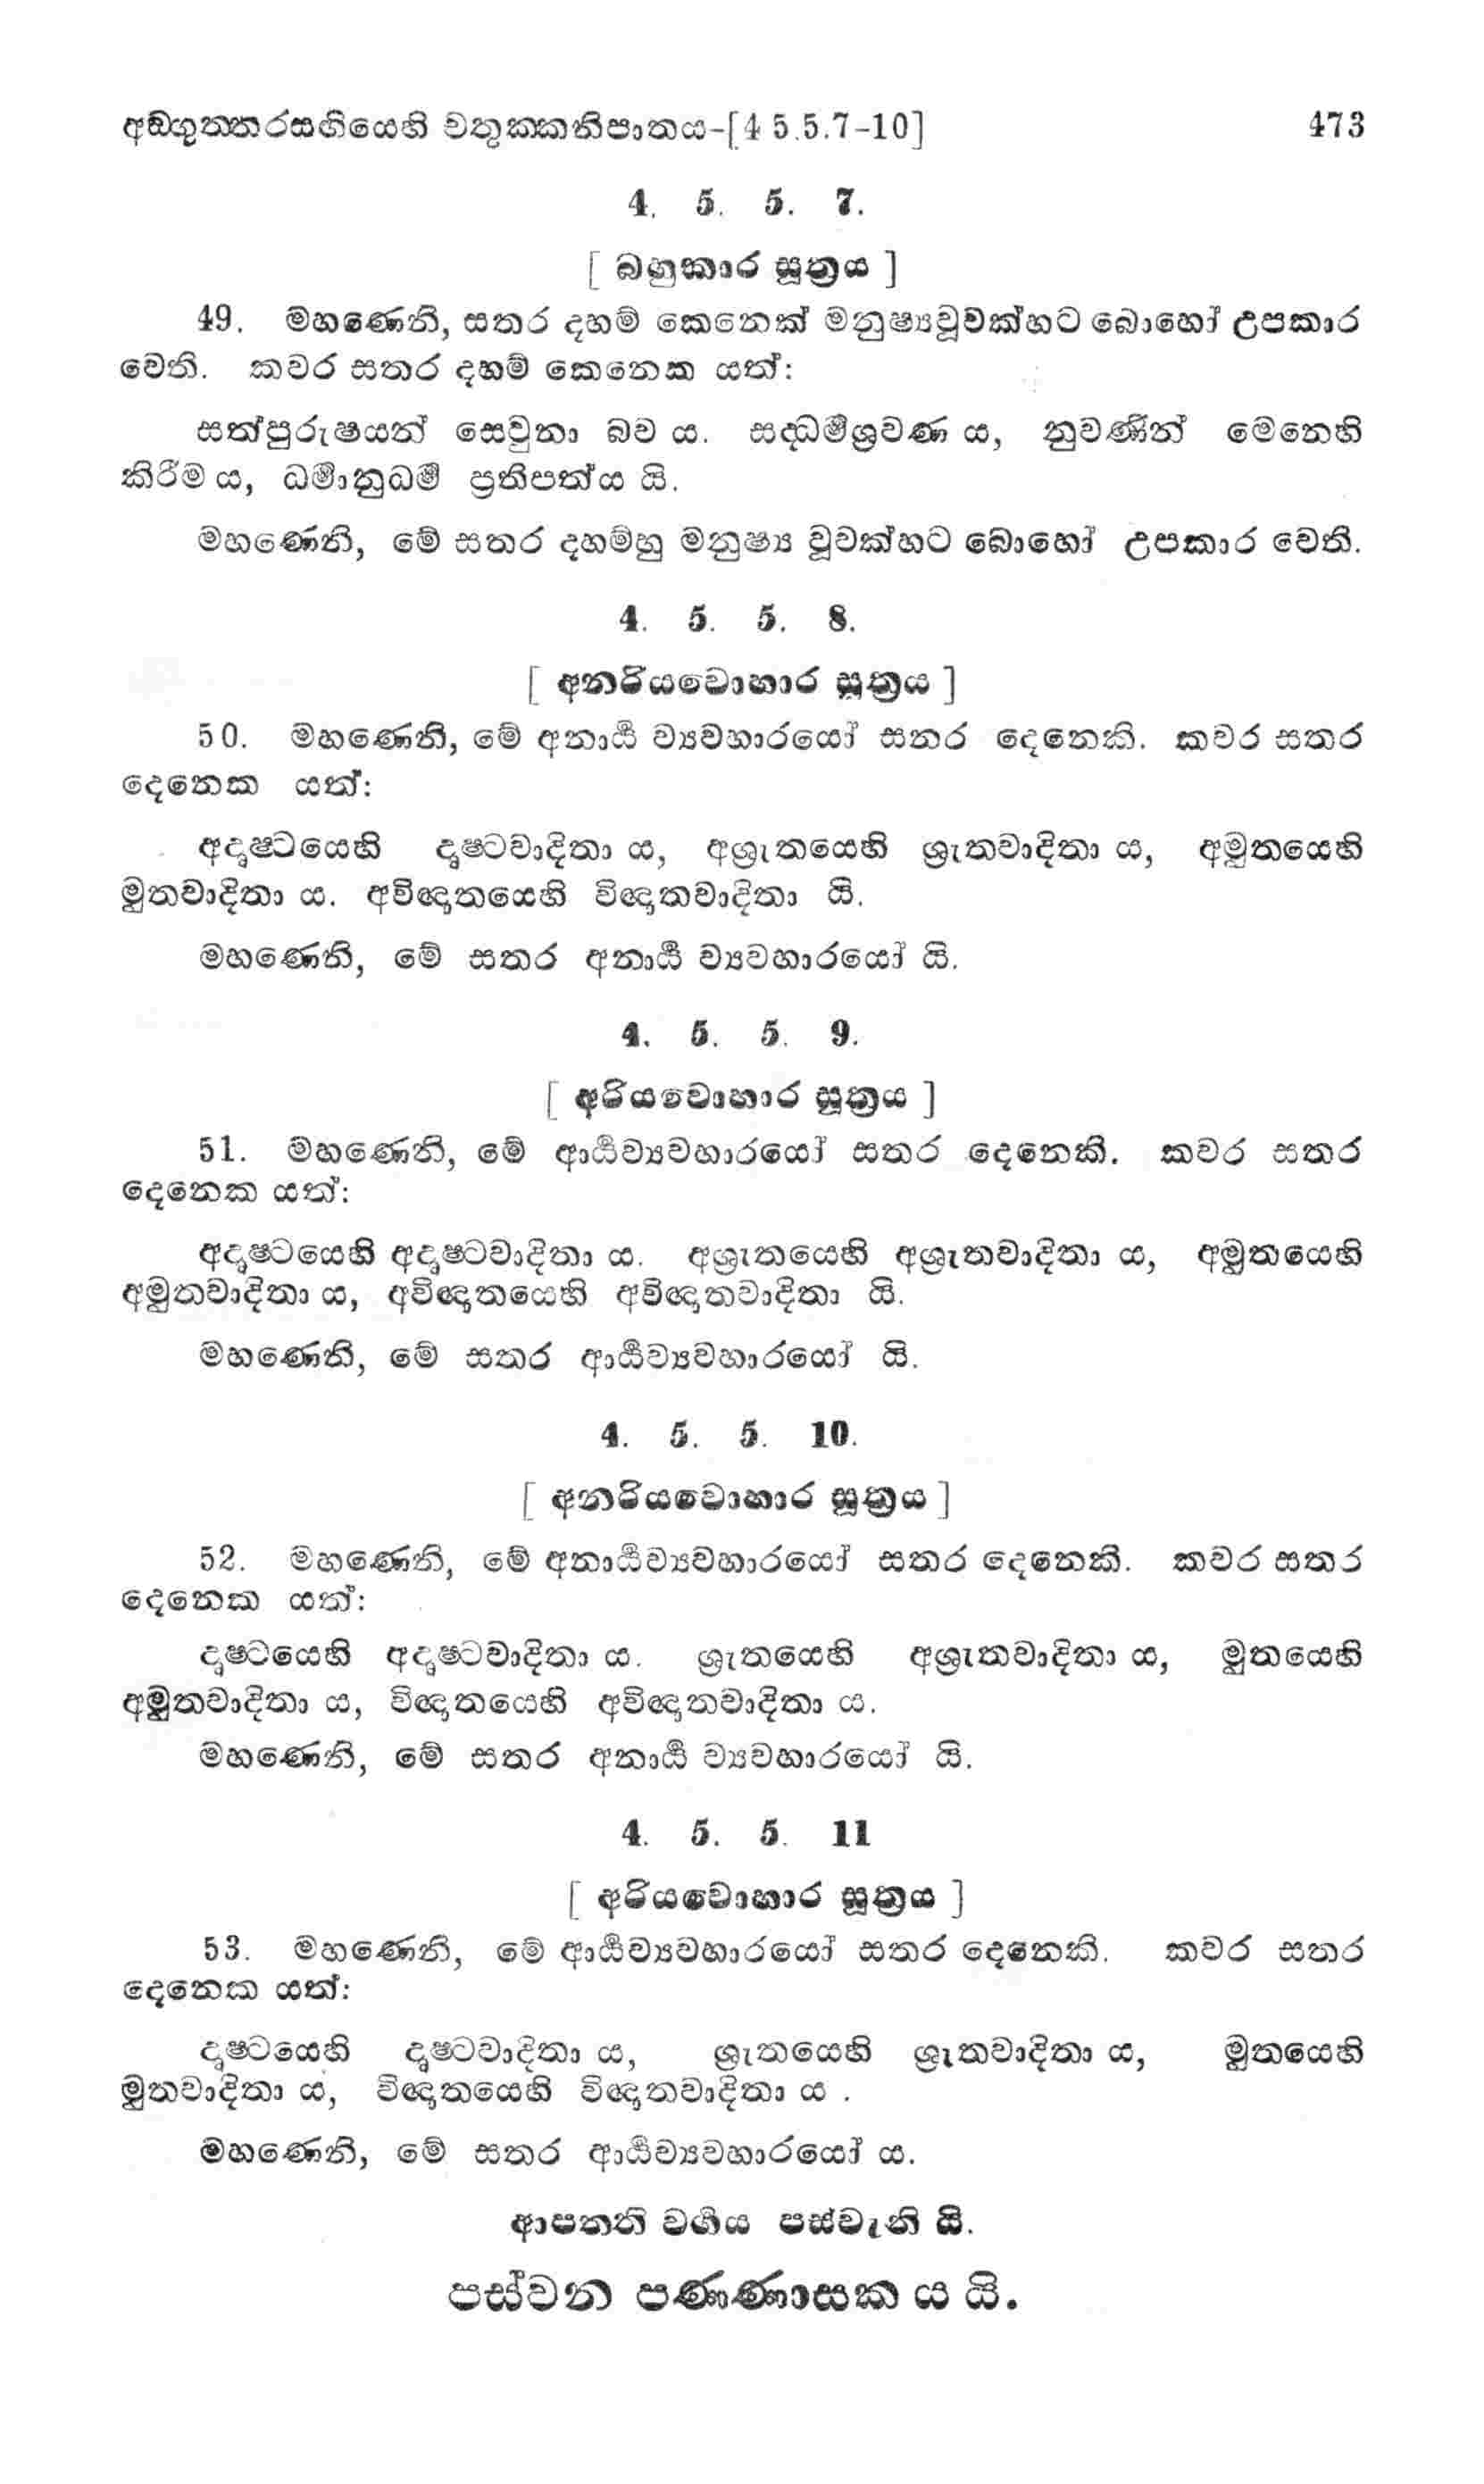 අඞ්ගුත්තරසඟියෙහි චතුක්කනිපාතය-[4 5.5.7-10] 473
4. 5. 5. 7.
[ බහුකාර සූත්‍රය ]
49. මහණෙනි, සතර දහම් කෙනෙක් මනුෂ්‍යවූවක්හට බොහෝ උපකාර
වෙති. කවර සතර දහම් කෙනෙක යත්:
සත්පුරුෂයන් සෙවුනා බව ය. සද්ධර්‍මශ්‍රවණ ය, නුවණින් මෙනෙහි
කිරීම ය, ධර්‍මානුධර්‍ම ප්‍රතිපත්ය යි.
මහණෙනි, මේ සතර දහම්හු මනුෂ්‍ය වූවක්හට බොහෝ උපකාර වෙති.
4. 5. 5. 8.
[ අනරියවොහාර සූත්‍රය ]
50. මහණෙනි, මේ අනාර්‍ය්‍ය ව්‍යවහාරයෝ සතර දෙනෙකි. කවර සතර
දෙනෙක යත්:
අදෘෂ්ටයෙහි දෘෂ්ටවාදිතා ය, අශ්‍රැතයෙහි ශ්‍රැතවාදිතා ය, අමුතයෙහි
මුතවාදිතා ය. අවිඥාතයෙහි විඥාතවාදිතා යි.
මහණෙනි, මේ සතර අනාර්‍ය්‍ය ව්‍යවහාරයෝ යි.
4. 5. 5. 9.
[ අරියවොහාර සූත්‍රය ]
51. මහණෙනි, මේ ආර්‍ය්‍යව්‍යවහාරයෝ සතර දෙනෙකි. කවර සතර
දෙනෙක යත්:
අදෘෂ්ටයෙහි අදෘෂ්ටවාදිතා ය. අශ්‍රැතයෙහි අශ්‍රැතවාදිතා ය, අමුතයෙහි
අමුතවාදිතා ය, අවිඥාතයෙහි අවිඥාතවාදිතා යි.
මහණෙනි, මේ සතර ආර්‍ය්‍යව්‍යවහාරයෝ යි.
4. 5. 5. 10.
[ අනරියවොහාර සූත්‍රය ]
52. මහණෙනි, මේ අනාර්‍ය්‍යව්‍යවහාරයෝ සතර දෙනෙකි. කවර සතර
දෙනෙක යත්:
දෘෂ්ටයෙහි අදෘෂ්ටවාදිතා ය. ශ්‍රැතයෙහි අශ්‍රැතවාදිතා ය, මුතයෙහි
අමුතවාදිතා ය, විඥාතයෙහි අවිඥාතවාදිතා ය.
මහණෙනි, මේ සතර අනාර්‍ය්‍ය ව්‍යවහාරයෝ යි.
4. 5. 5. 11
[ අරියවොහාර සූත්‍රය ]
53. මහණෙනි, මේ ආර්‍ය්‍යව්‍යවහාරයෝ සතර දෙනෙකි. කවර සතර
දෙනෙක යත්:
දෘෂ්ටයෙහි දෘෂ්ටවාදිතා ය, ශ්‍රැතයෙහි ශ්‍රැතවාදිතා ය, මුතයෙහි
මුතවාදිතා ය, විඥාතයෙහි විඥාතවාදිතා ය .
මහණෙනි, මේ සතර ආර්‍ය්‍යව්‍යවහාරයෝ ය.
ආපත්ති වර්‍ගය පස්වැනි යි.
පස්වන පණ්ණාසක ය යි.